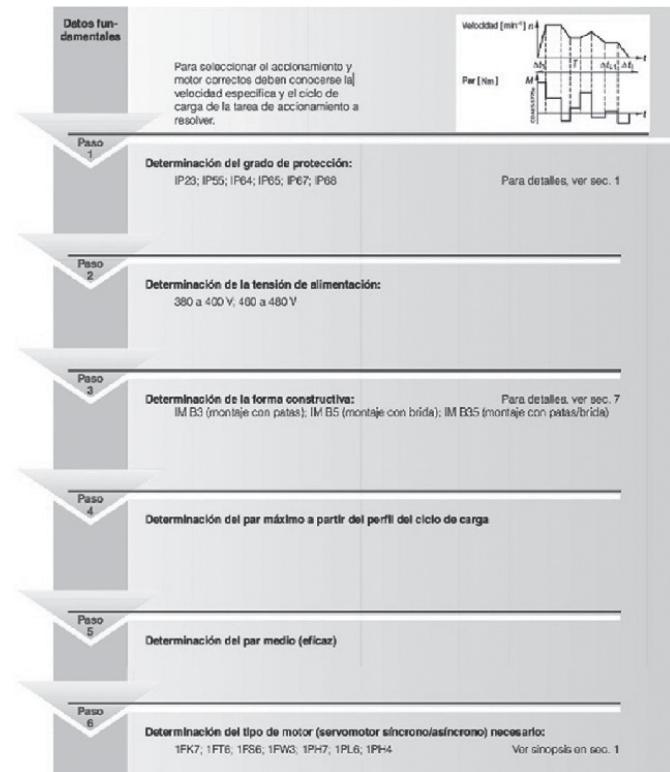 Datos fun-
damentales
Para seleccionar el accionamiento y
motor correctos deben conocerse la
velocidad específica y el ciclo de
carga de la tarea de accionamiento a
resolver.
Velocidad [min⁻¹] n
t
T
Par [Nm] M
t
Paso
1
Determinación del grado de protección:
IP23; IP55; IP64; IP65; IP67; IP68
Para detalles, ver sec. 1
Paso
2
Determinación de la tensión de alimentación:
380 a 400 V; 460 a 480 V
Paso
3
Determinación de la forma constructiva:
Para detalles, ver sec. 7
IM B3 (montaje con patas); IM B5 (montaje con brida); IM B35 (montaje con patas/brida)
Paso
4
Determinación del par máximo a partir del perfil del ciclo de carga
Paso
5
Determinación del par medio (eficaz)
Paso
6
Determinación del tipo de motor (servomotor síncrono/asíncrono) necesario:
1FK7; 1FT6; 1FS6; 1FW3; 1PH7; 1PL6; 1PH4
Ver sinopsis en sec. 1